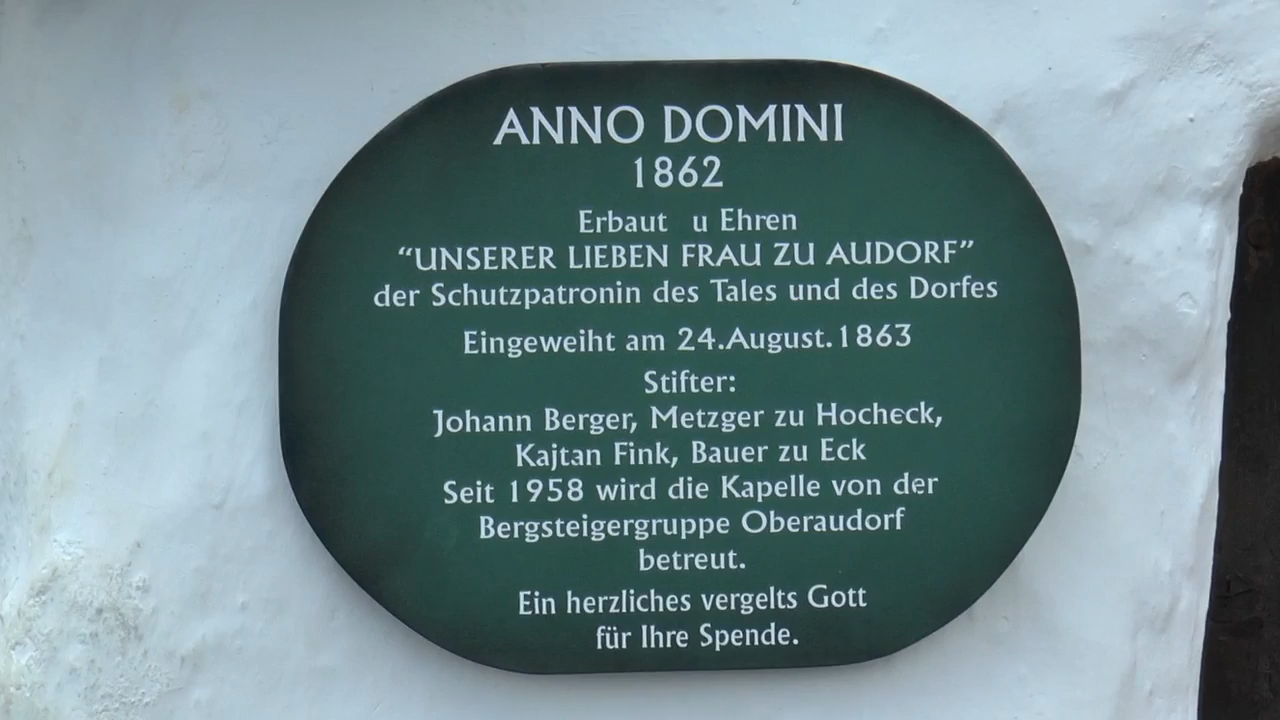 ANNO DOMINI
1862
Erbaut u Ehren
“UNSERER LIEBEN FRAU ZU AUDORF”
der Schutzpatronin des Tales und des Dorfes
Eingeweiht am 24.August.1863
Stifter:
Johann Berger, Metzger zu Hocheck,
Kajtan Fink, Bauer zu Eck
Seit 1958 wird die Kapelle von der
Bergsteigergruppe Oberaudorf
betreut.
Ein herzliches vergelts Gott
für Ihre Spende.